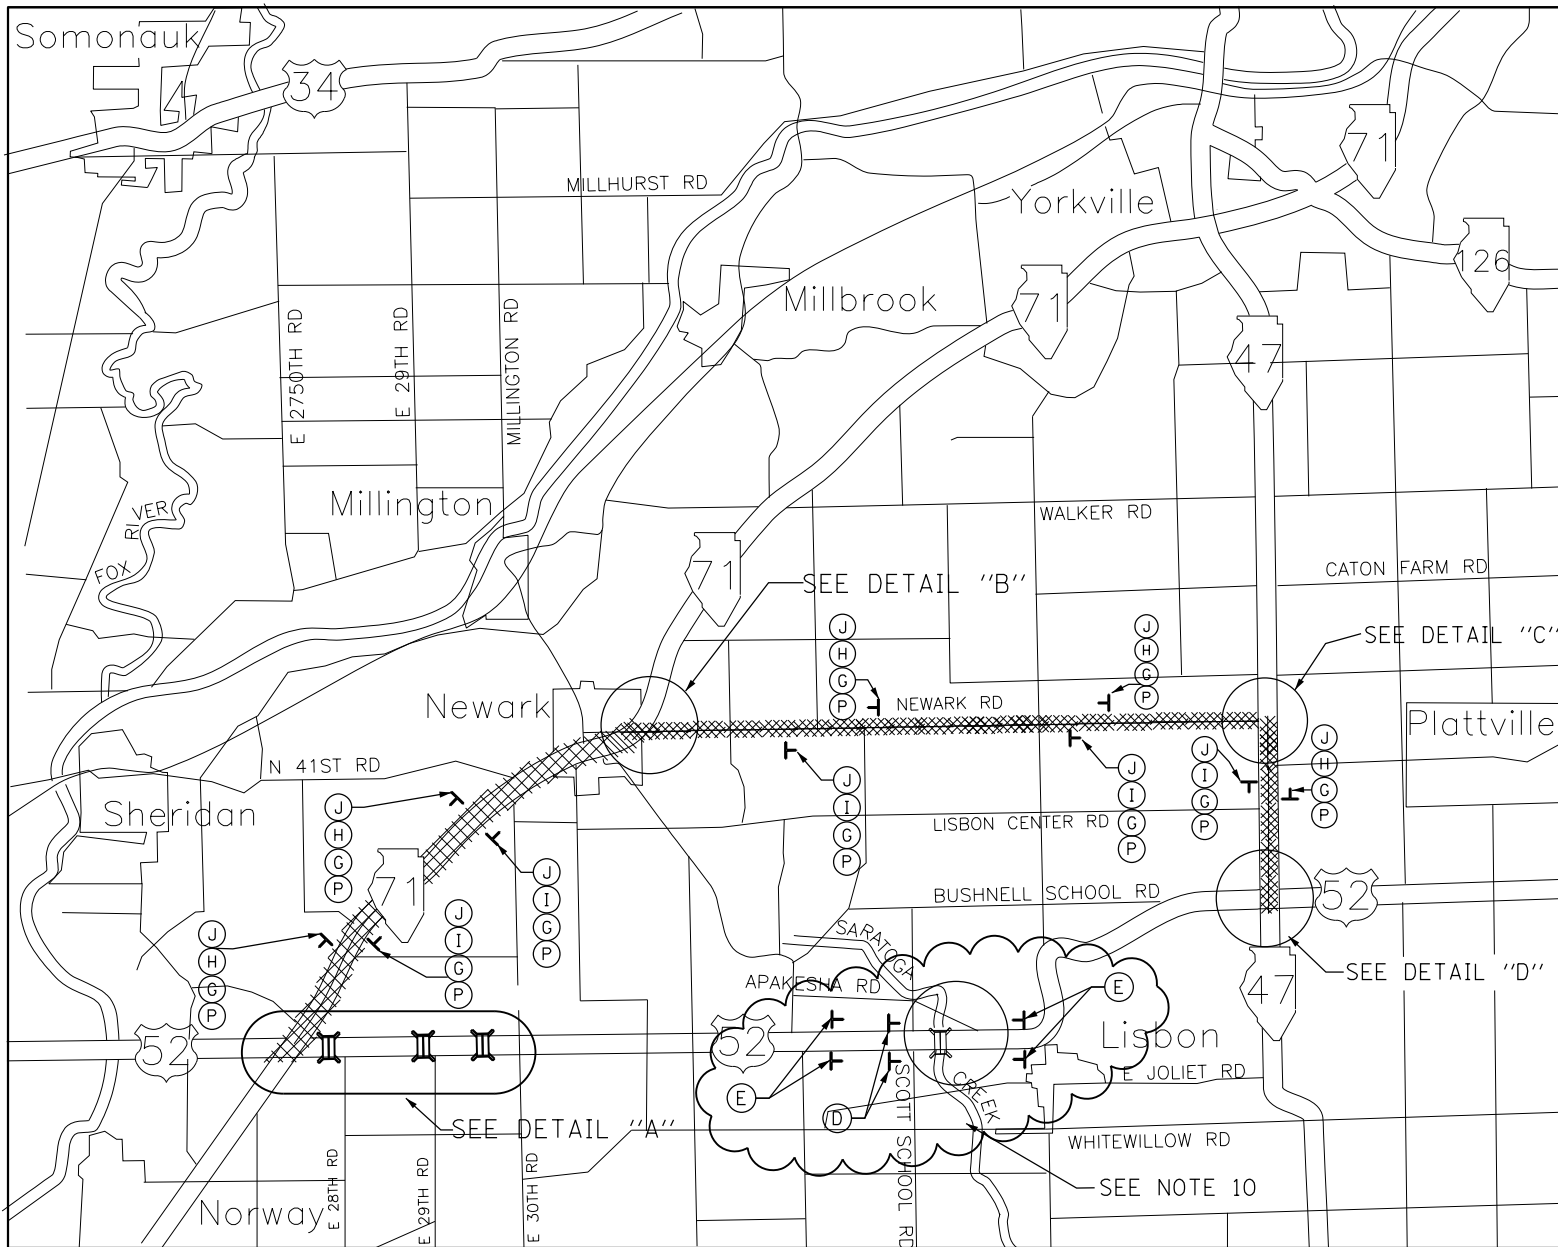 Somonauk
34
71
MILLHURST RD
Yorkville
126
Millbrook
71
E 2750TH RD
E 29TH RD
MILLINGTON RD
47
Millington
FOX RIVER
WALKER RD
71
SEE DETAIL "B"
CATON FARM RD
J
H
G
P
J
H
G
P
SEE DETAIL "C"
Newark
NEWARK RD
Plattville
N 41ST RD
J
I
G
P
J
I
G
P
J
I
G
P
J
H
G
P
Sheridan
J
H
G
P
LISBON CENTER RD
71
J
I
G
P
BUSHNELL SCHOOL RD
52
J
H
G
P
J
I
G
P
SARATOGA CREEK
APAKESHA RD
SEE DETAIL "D"
47
E
52
52
Lisbon
E
D
E JOLIET RD
SCOTT SCHOOL RD
SEE DETAIL "A"
WHITEWILLOW RD
SEE NOTE 10
Norway
E 28TH RD
E 29TH RD
E 30TH RD